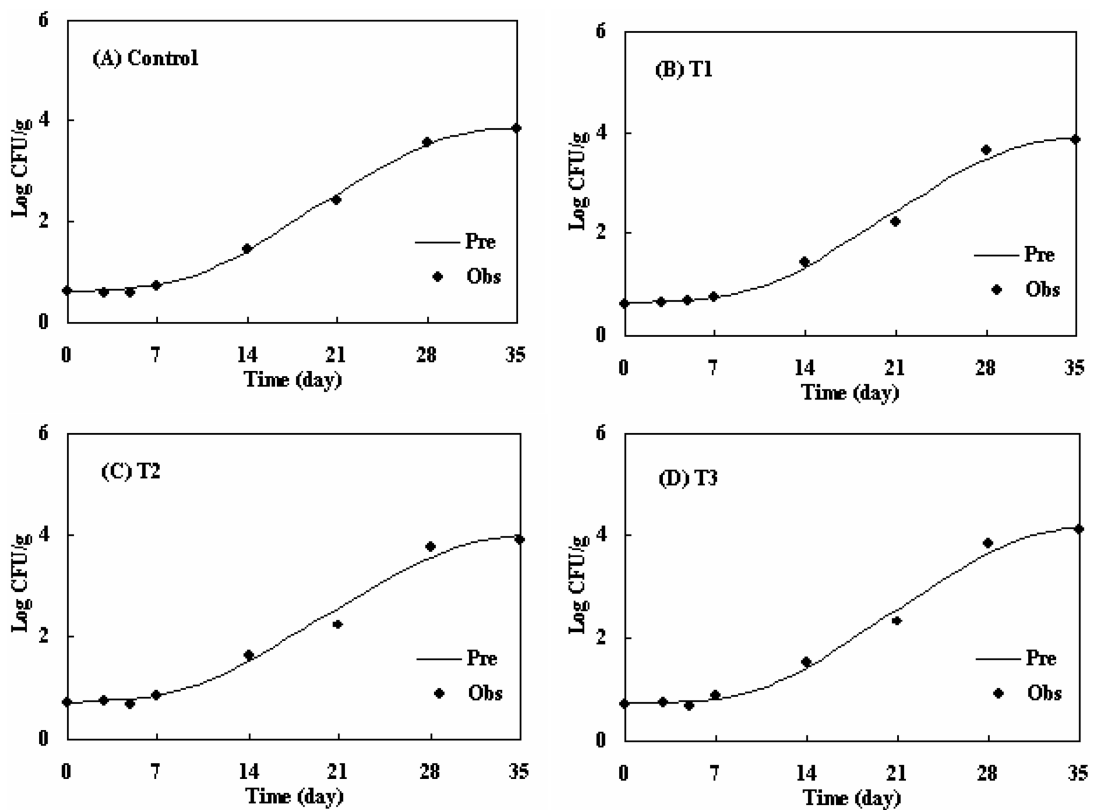 (A) Control
6
4
2
0
Log CFU/g
Pre
Obs
0 7 14 21 28 35
Time (day)
(B) T1
6
4
2
0
Log CFU/g
Pre
Obs
0 7 14 21 28 35
Time (day)
(C) T2
6
4
2
0
Log CFU/g
Pre
Obs
0 7 14 21 28 35
Time (day)
(D) T3
6
4
2
0
Log CFU/g
Pre
Obs
0 7 14 21 28 35
Time (day)